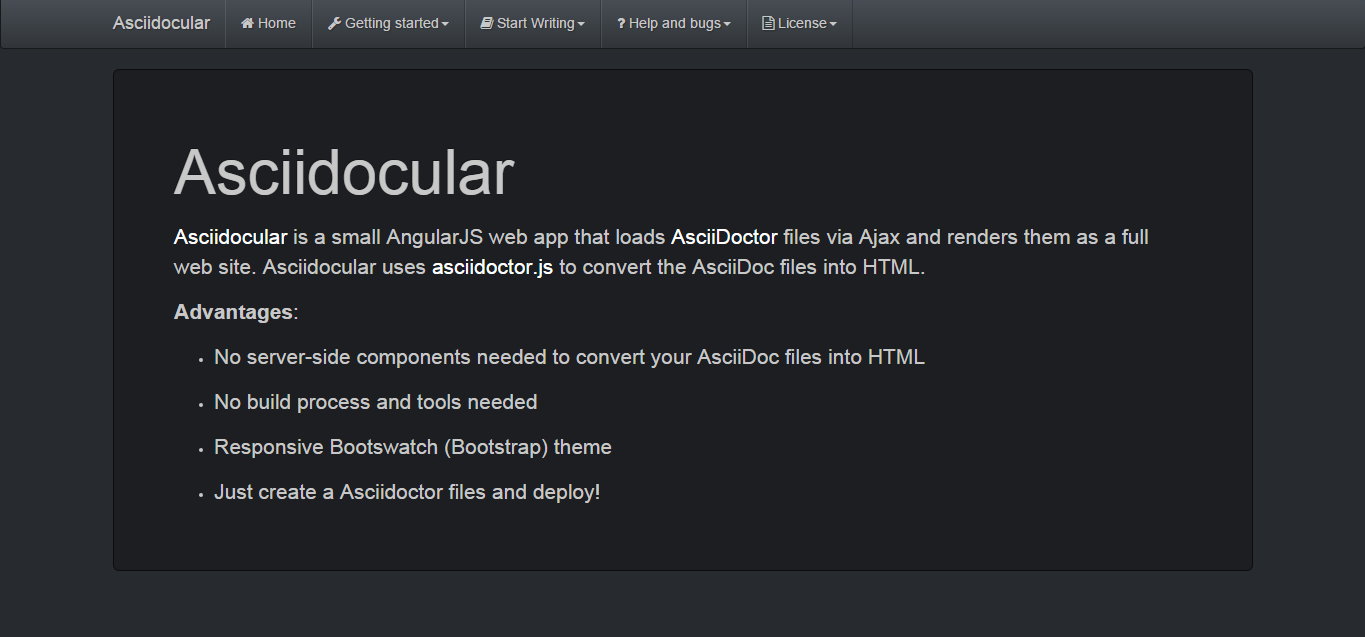 Asciidocular Home Getting started Start Writing ? Help and bugs License
Asciidocular
Asciidocular is a small AngularJS web app that loads AsciiDoctor files via Ajax and renders them as a full
web site. Asciidocular uses asciidoctor.js to convert the AsciiDoc files into HTML.
Advantages:
• No server-side components needed to convert your AsciiDoc files into HTML
• No build process and tools needed
• Responsive Bootswatch (Bootstrap) theme
• Just create a Asciidoctor files and deploy!